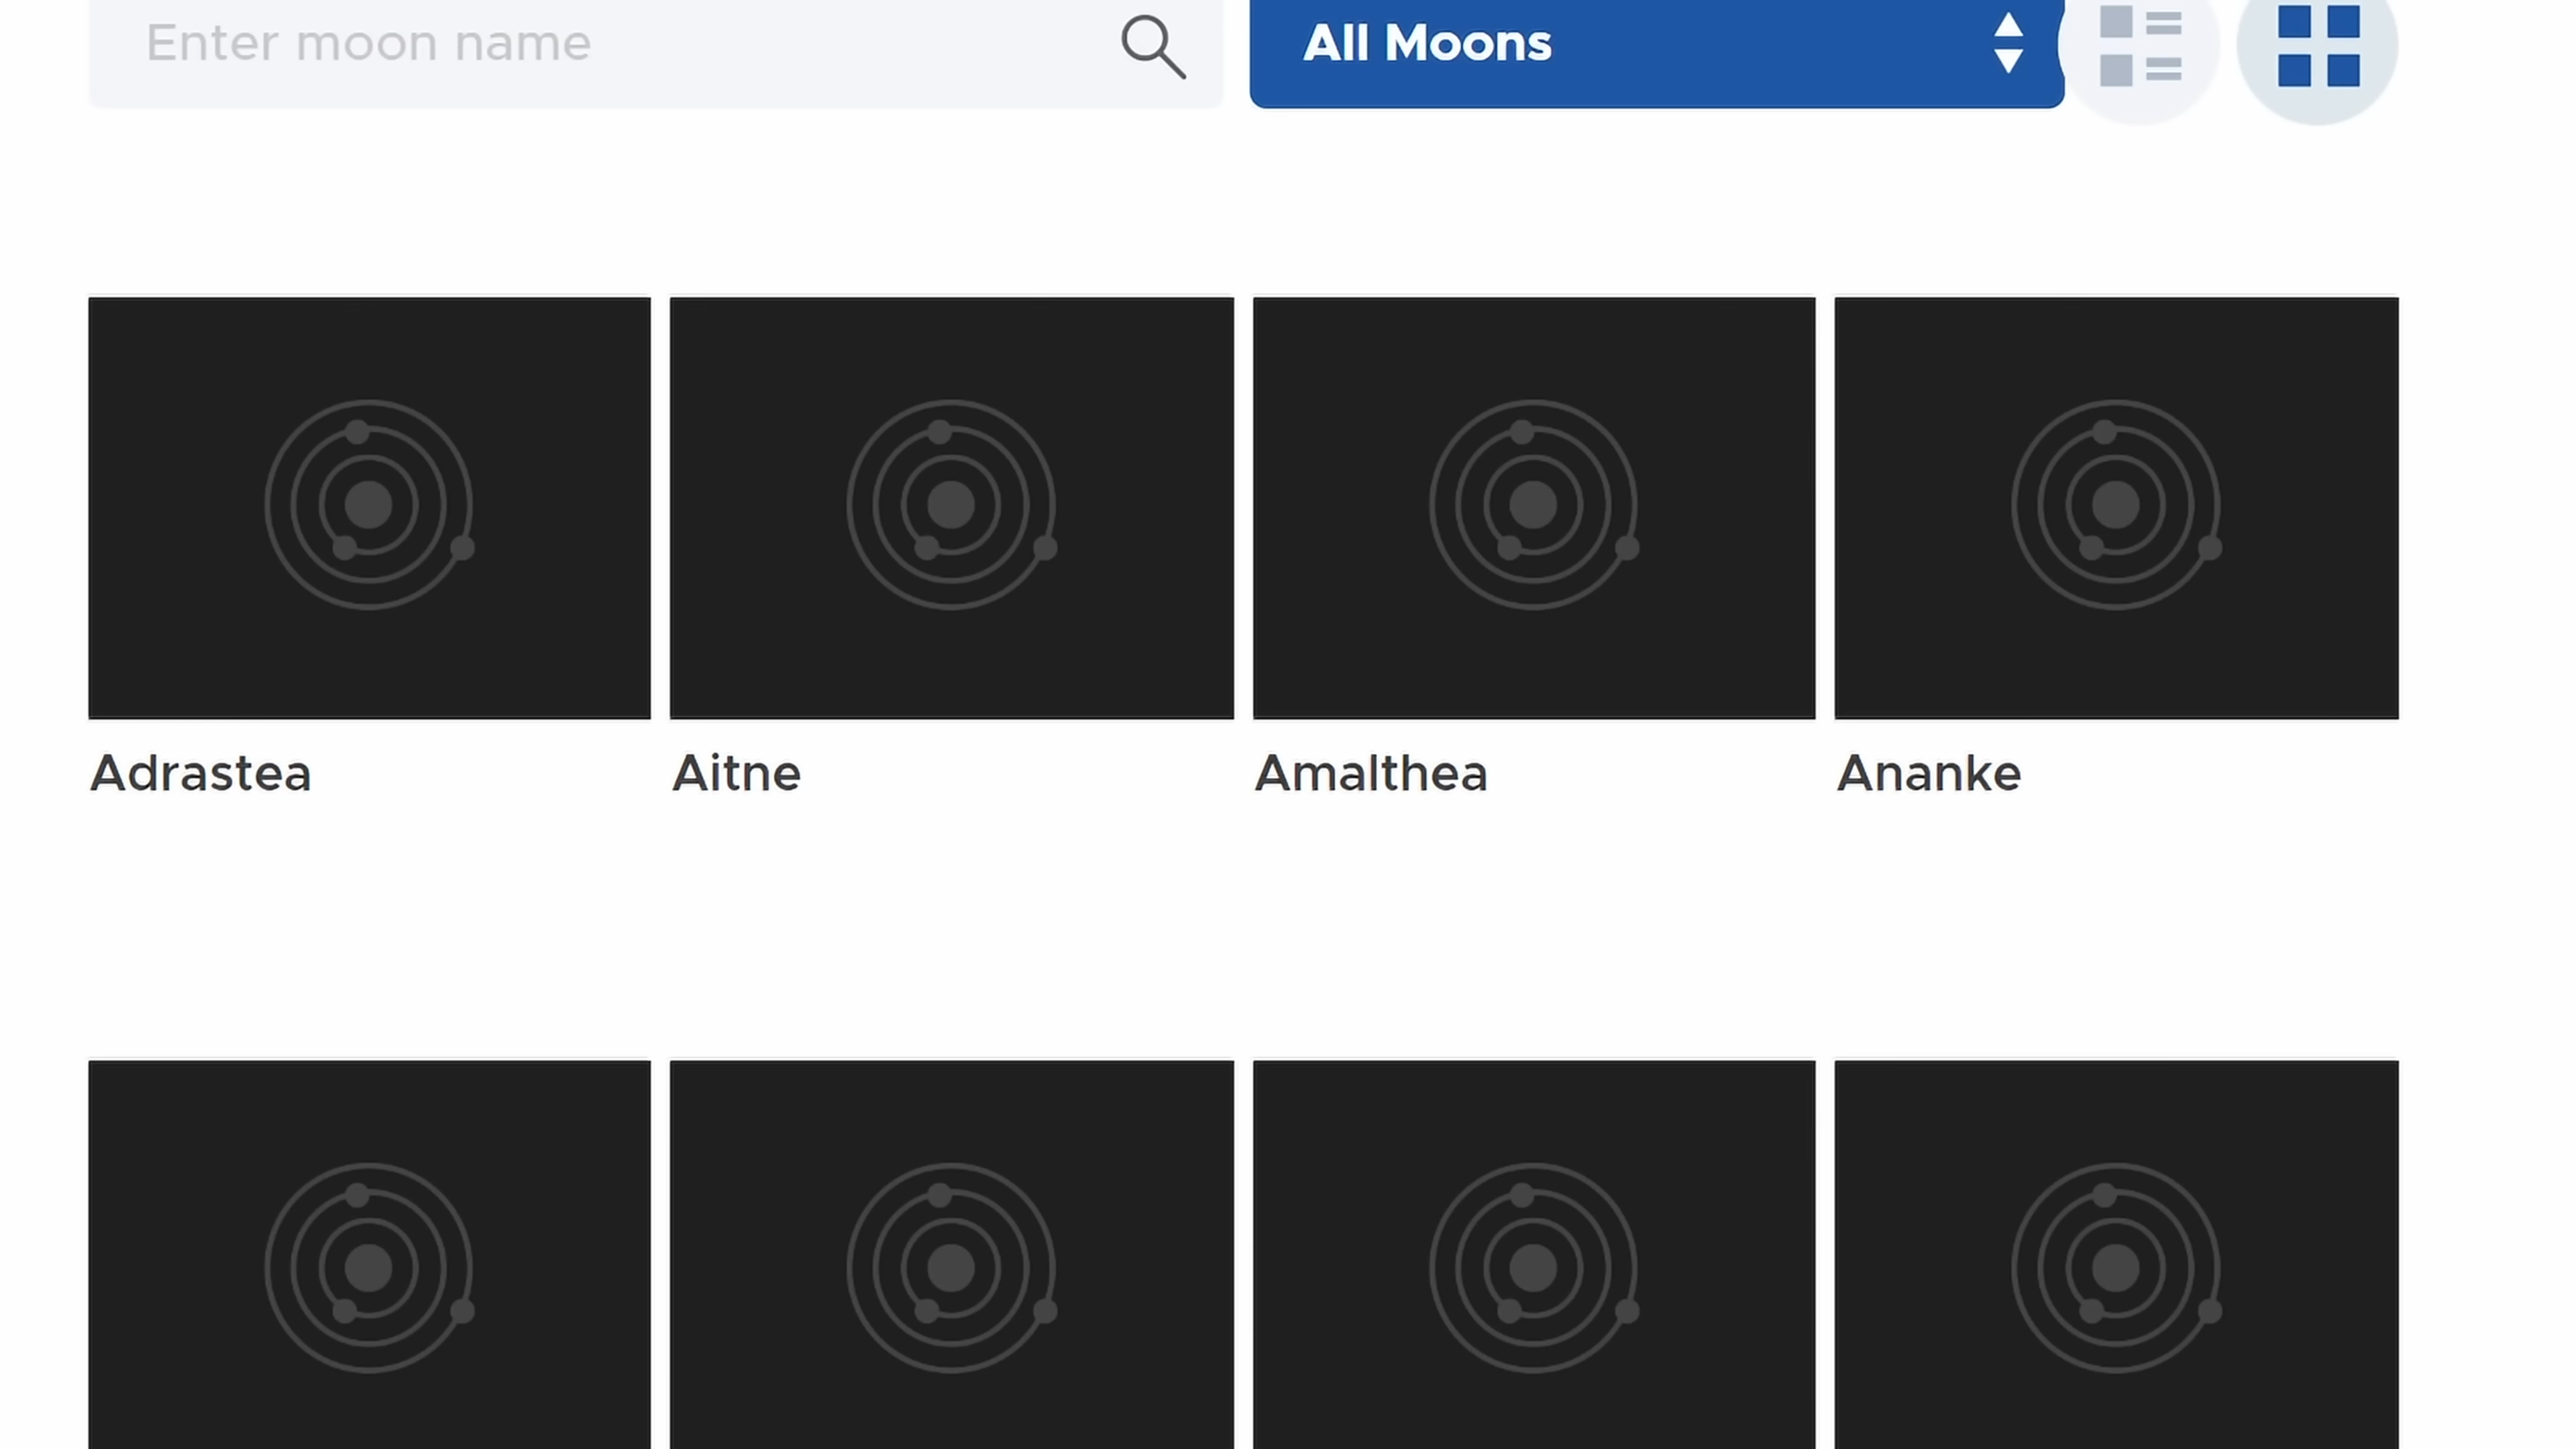 Enter moon name
All Moons
Adrastea
Aitne
Amalthea
Ananke